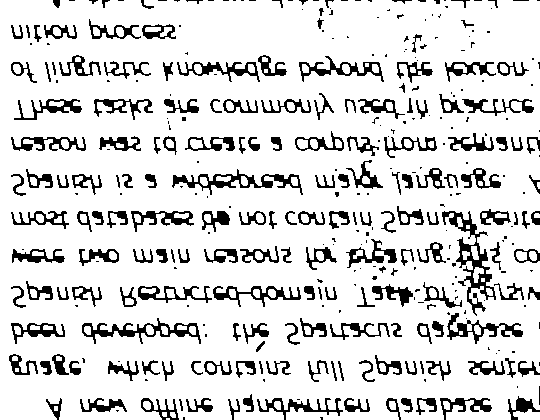 A new offline handwritten database for
guage, which contains full Spanish senten
been developed: the Spartacus database
Spanish Restricted-domain Task of Cursiv
were two main reasons for creating this co
most databases do not contain Spanish sente
Spanish is a widespread major language. A
reason was to create a corpus from semanti
These tasks are commonly used in practice
of linguistic knowledge beyond the lexicon
nition process.